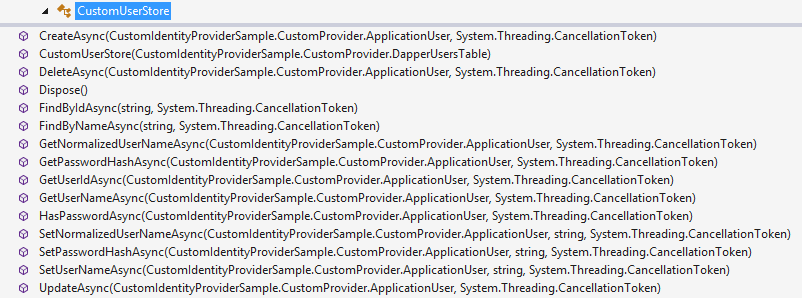 CustomUserStore
CreateAsync(CustomIdentityProviderSample.CustomProvider.ApplicationUser, System.Threading.CancellationToken)
CustomUserStore(CustomIdentityProviderSample.CustomProvider.DapperUsersTable)
DeleteAsync(CustomIdentityProviderSample.CustomProvider.ApplicationUser, System.Threading.CancellationToken)
Dispose()
FindByIdAsync(string, System.Threading.CancellationToken)
FindByNameAsync(string, System.Threading.CancellationToken)
GetNormalizedUserNameAsync(CustomIdentityProviderSample.CustomProvider.ApplicationUser, System.Threading.CancellationToken)
GetPasswordHashAsync(CustomIdentityProviderSample.CustomProvider.ApplicationUser, System.Threading.CancellationToken)
GetUserIdAsync(CustomIdentityProviderSample.CustomProvider.ApplicationUser, System.Threading.CancellationToken)
GetUserNameAsync(CustomIdentityProviderSample.CustomProvider.ApplicationUser, System.Threading.CancellationToken)
HasPasswordAsync(CustomIdentityProviderSample.CustomProvider.ApplicationUser, System.Threading.CancellationToken)
SetNormalizedUserNameAsync(CustomIdentityProviderSample.CustomProvider.ApplicationUser, string, System.Threading.CancellationToken)
SetPasswordHashAsync(CustomIdentityProviderSample.CustomProvider.ApplicationUser, string, System.Threading.CancellationToken)
SetUserNameAsync(CustomIdentityProviderSample.CustomProvider.ApplicationUser, string, System.Threading.CancellationToken)
UpdateAsync(CustomIdentityProviderSample.CustomProvider.ApplicationUser, System.Threading.CancellationToken)